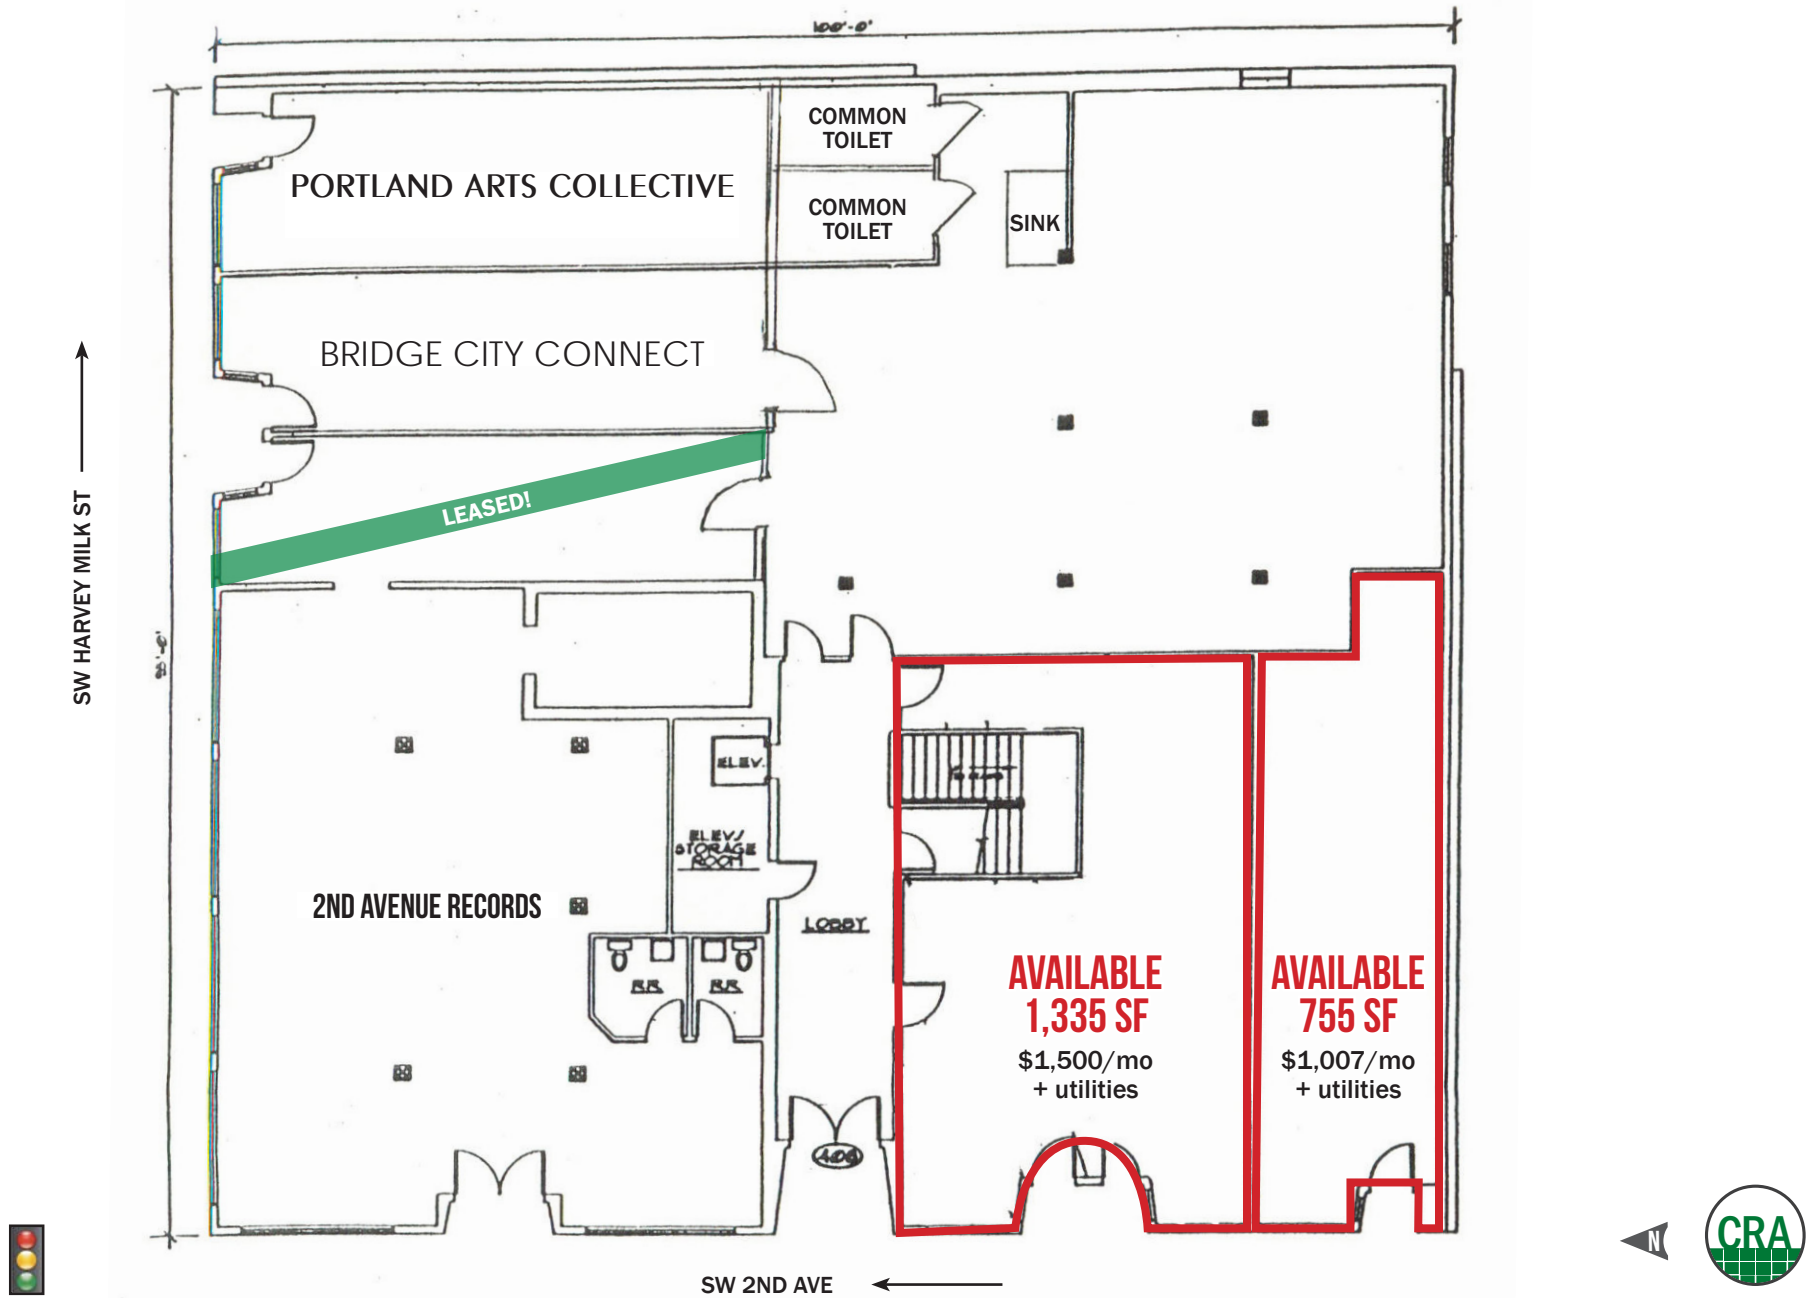 100'-0"
COMMON
TOILET
PORTLAND ARTS COLLECTIVE
COMMON
TOILET
SINK
BRIDGE CITY CONNECT
LEASED!
SW HARVEY MILK ST
ELEV.
ELEV/
STORAGE
ROOM
2ND AVENUE RECORDS
LOBBY
R.R.
R.R.
AVAILABLE
1,335 SF
$1,500/mo
+ utilities
AVAILABLE
755 SF
$1,007/mo
+ utilities
SW 2ND AVE
N
CRA